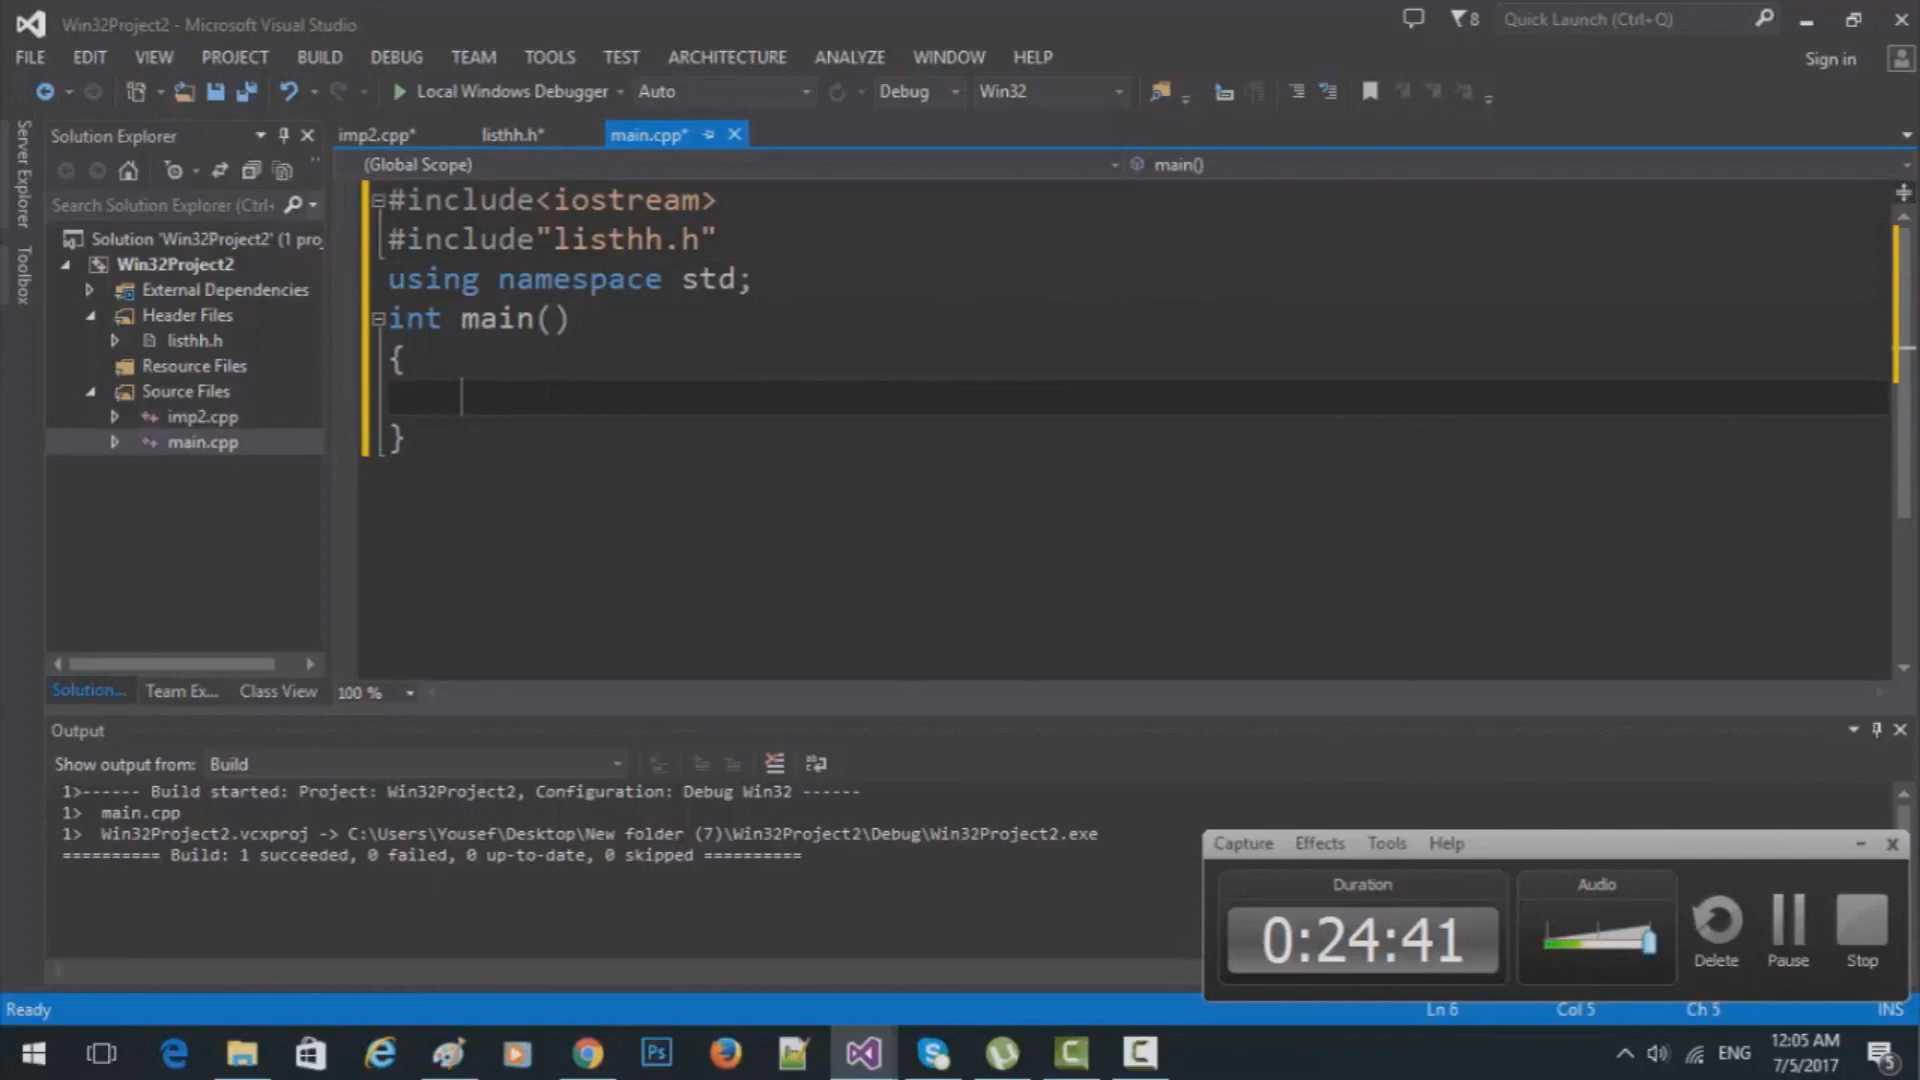 Win32Project2 - Microsoft Visual Studio
8
Quick Launch (Ctrl+Q)
FILE EDIT VIEW PROJECT BUILD DEBUG TEAM TOOLS TEST ARCHITECTURE ANALYZE WINDOW HELP
Sign in
Local Windows Debugger
Auto
Debug
Win32
Server Explorer
Toolbox
Solution Explorer
imp2.cpp*
listhh.h*
main.cpp*
(Global Scope)
main()
Search Solution Explorer (Ctrl+
Solution 'Win32Project2' (1 pro
Win32Project2
External Dependencies
Header Files
listhh.h
Resource Files
Source Files
imp2.cpp
main.cpp
#include<iostream>
#include"listhh.h"
using namespace std;
int main()
{
}
Solution...
Team Ex...
Class View
100 %
Output
Show output from:
Build
1>------ Build started: Project: Win32Project2, Configuration: Debug Win32 ------
1> main.cpp
1> Win32Project2.vcxproj -> C:\Users\Yousef\Desktop\New folder (7)\Win32Project2\Debug\Win32Project2.exe
========== Build: 1 succeeded, 0 failed, 0 up-to-date, 0 skipped ==========
Capture Effects Tools Help
Duration
Audio
0:24:41
Delete
Pause
Stop
Ready
Ln 6
Col 5
Ch 5
INS
Ps
ENG
12:05 AM
7/5/2017
5